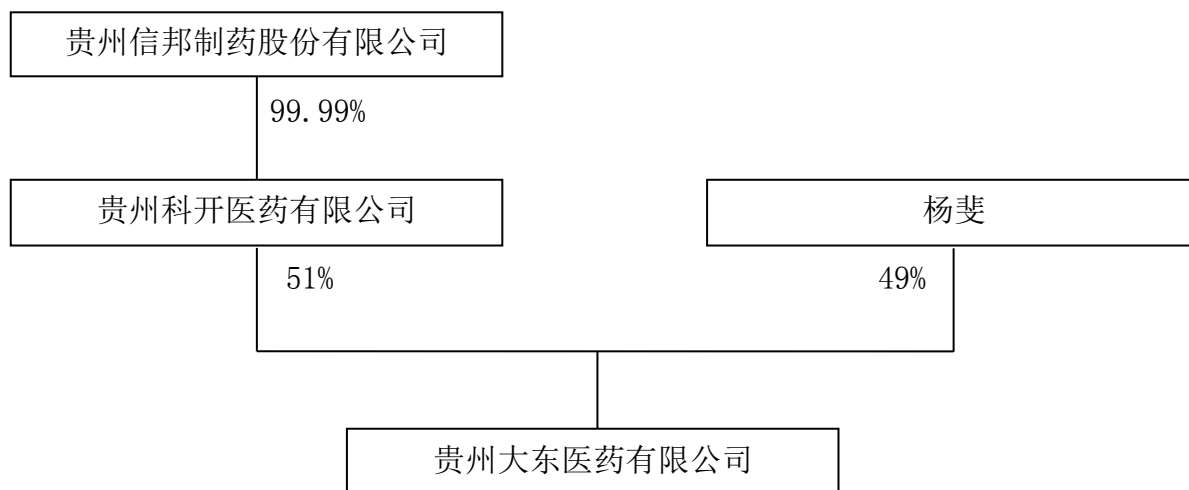 贵州信邦制药股份有限公司
99.99%
贵州科开医药有限公司
杨斐
51%
49%
贵州大东医药有限公司